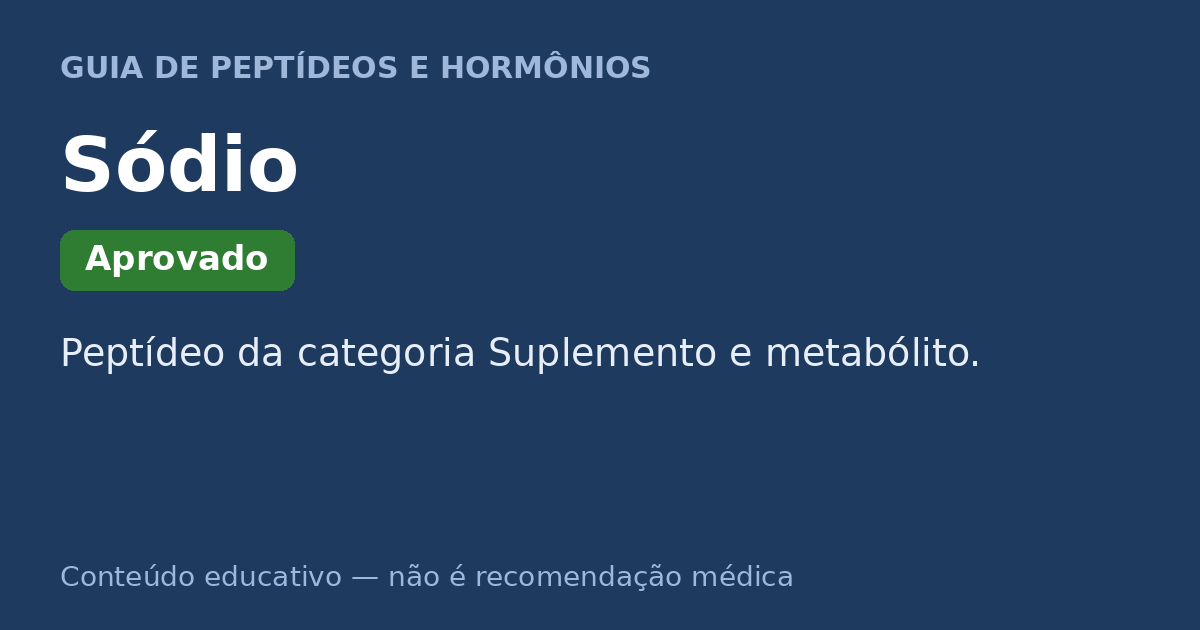 GUIA DE PEPTÍDEOS E HORMÔNIOS
Sódio
Aprovado
Peptídeo da categoria Suplemento e metabólito.
Conteúdo educativo — não é recomendação médica